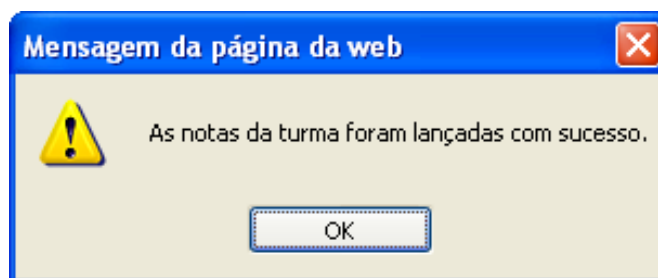 Mensagem da página da web
As notas da turma foram lançadas com sucesso.
OK